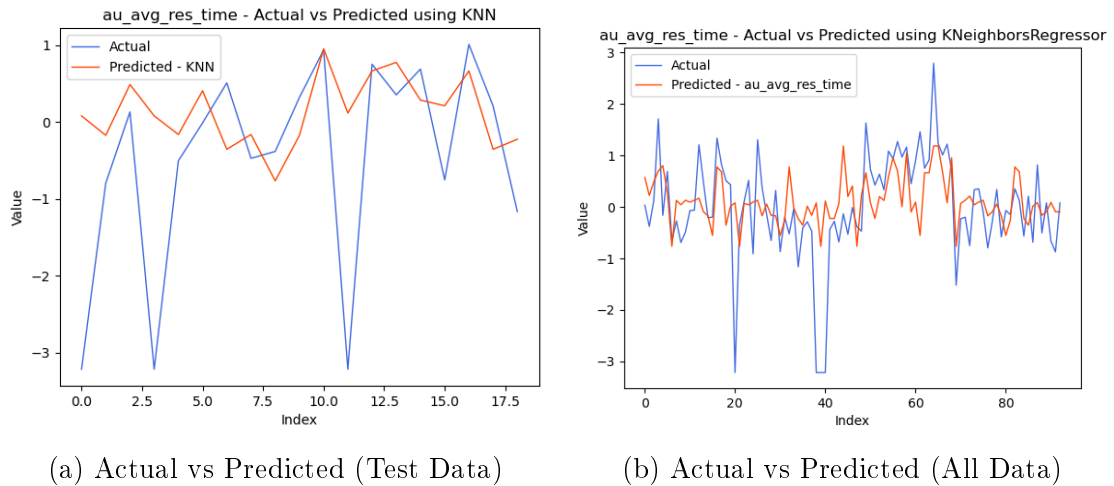 au_avg_res_time - Actual vs Predicted using KNN
Actual
Predicted - KNN
1
0
−1
−2
−3
Value
0.0
2.5
5.0
7.5
10.0
12.5
15.0
17.5
Index
(a) Actual vs Predicted (Test Data)
au_avg_res_time - Actual vs Predicted using KNeighborsRegressor
Actual
Predicted - au_avg_res_time
3
2
1
0
−1
−2
−3
Value
0
20
40
60
80
Index
(b) Actual vs Predicted (All Data)